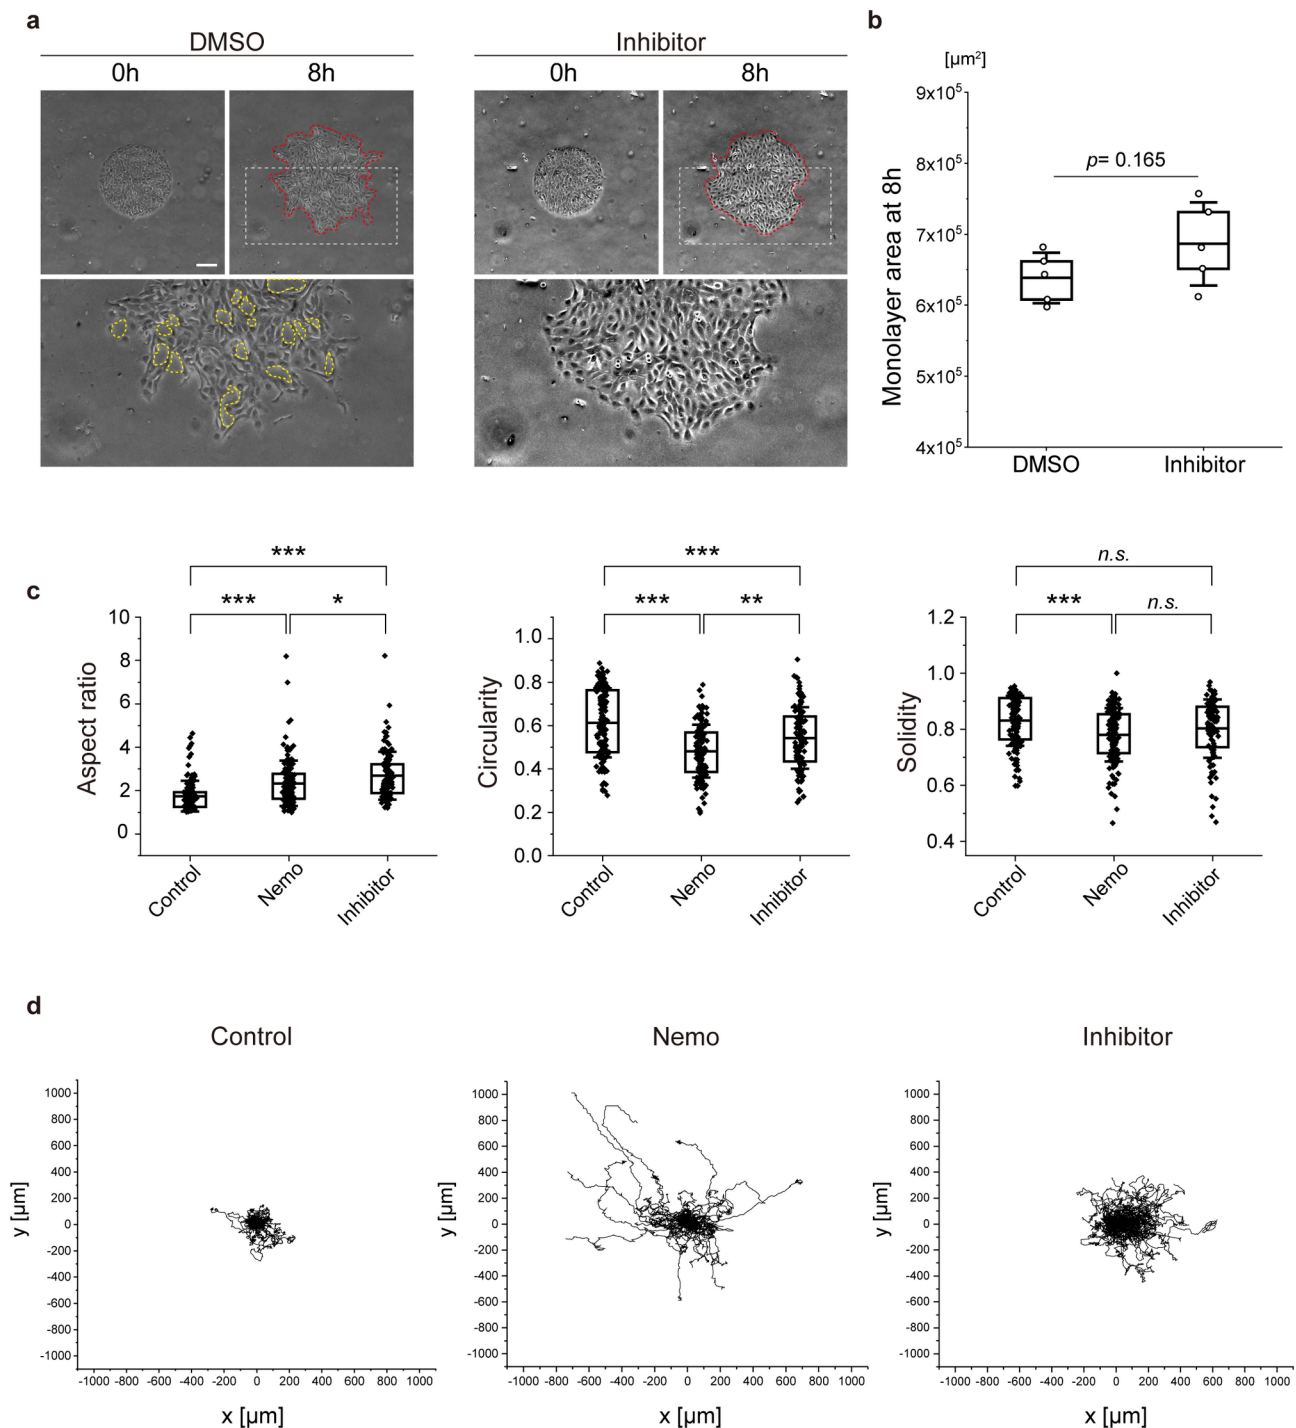 a
DMSO
Inhibitor
0h
8h
0h
8h
b
[µm²]
9x10⁵
8x10⁵
7x10⁵
6x10⁵
5x10⁵
4x10⁵
Monolayer area at 8h
p= 0.165
DMSO
Inhibitor
c
***
***
*
Aspect ratio
10
8
6
4
2
0
Control
Nemo
Inhibitor
***
***
**
Circularity
1.0
0.8
0.6
0.4
0.2
0.0
Control
Nemo
Inhibitor
n.s.
***
n.s.
Solidity
1.2
1.0
0.8
0.6
0.4
Control
Nemo
Inhibitor
d
Control
y [µm]
1000
800
600
400
200
0
-200
-400
-600
-800
-1000
-1000 -800 -600 -400 -200 0 200 400 600 800 1000
x [µm]
Nemo
y [µm]
1000
800
600
400
200
0
-200
-400
-600
-800
-1000
-1000 -800 -600 -400 -200 0 200 400 600 800 1000
x [µm]
Inhibitor
y [µm]
1000
800
600
400
200
0
-200
-400
-600
-800
-1000
-1000 -800 -600 -400 -200 0 200 400 600 800 1000
x [µm]